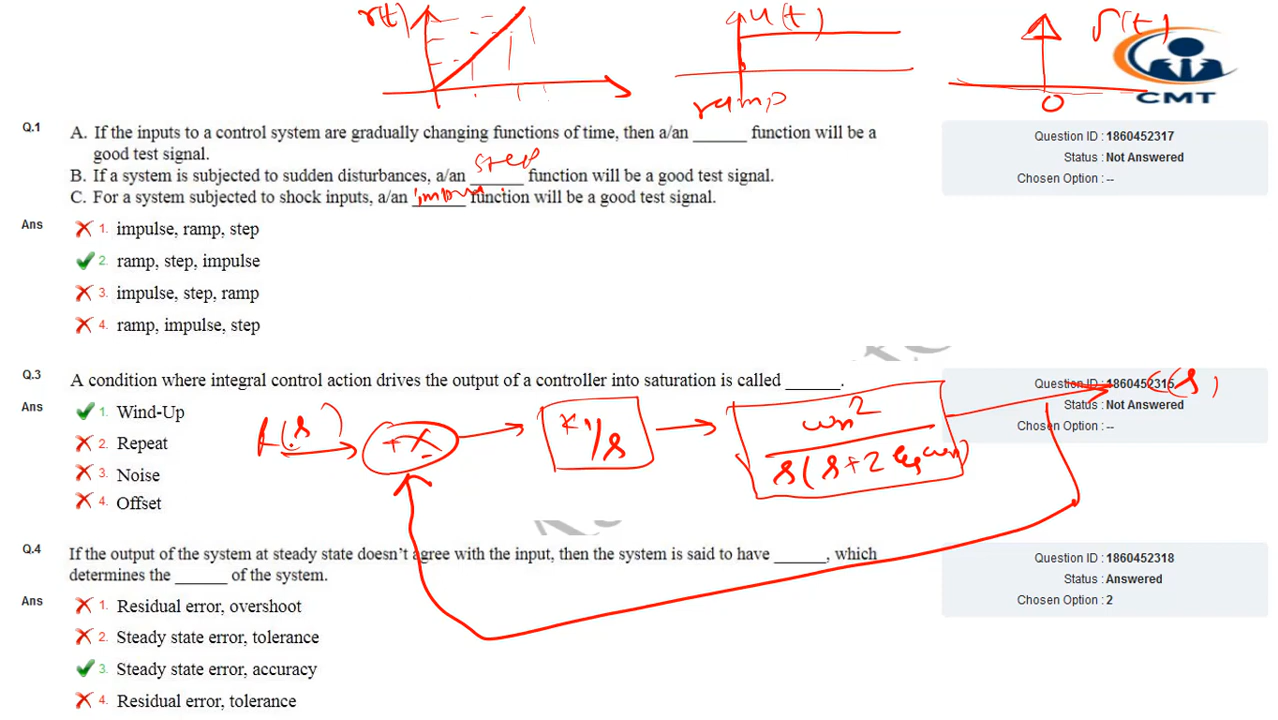 r(t)
u(t)
δ(t)
ramp
0
CMT
Q.1
A. If the inputs to a control system are gradually changing functions of time, then a/an ______ function will be a
good test signal.
step
B. If a system is subjected to sudden disturbances, a/an ______ function will be a good test signal.
C. For a system subjected to shock inputs, a/an ______ function will be a good test signal.
Question ID : 1860452317
Status : Not Answered
Chosen Option : --
Ans
1. impulse, ramp, step
2. ramp, step, impulse
3. impulse, step, ramp
4. ramp, impulse, step
Q.3
A condition where integral control action drives the output of a controller into saturation is called ______.
Question ID : 1860452315
Status : Not Answered
Chosen Option : --
Ans
1. Wind-Up
2. Repeat
3. Noise
4. Offset
C(s)
1/s
ωn²
Q.4
If the output of the system at steady state doesn't agree with the input, then the system is said to have ______, which
determines the ______ of the system.
Question ID : 1860452318
Status : Answered
Chosen Option : 2
Ans
1. Residual error, overshoot
2. Steady state error, tolerance
3. Steady state error, accuracy
4. Residual error, tolerance